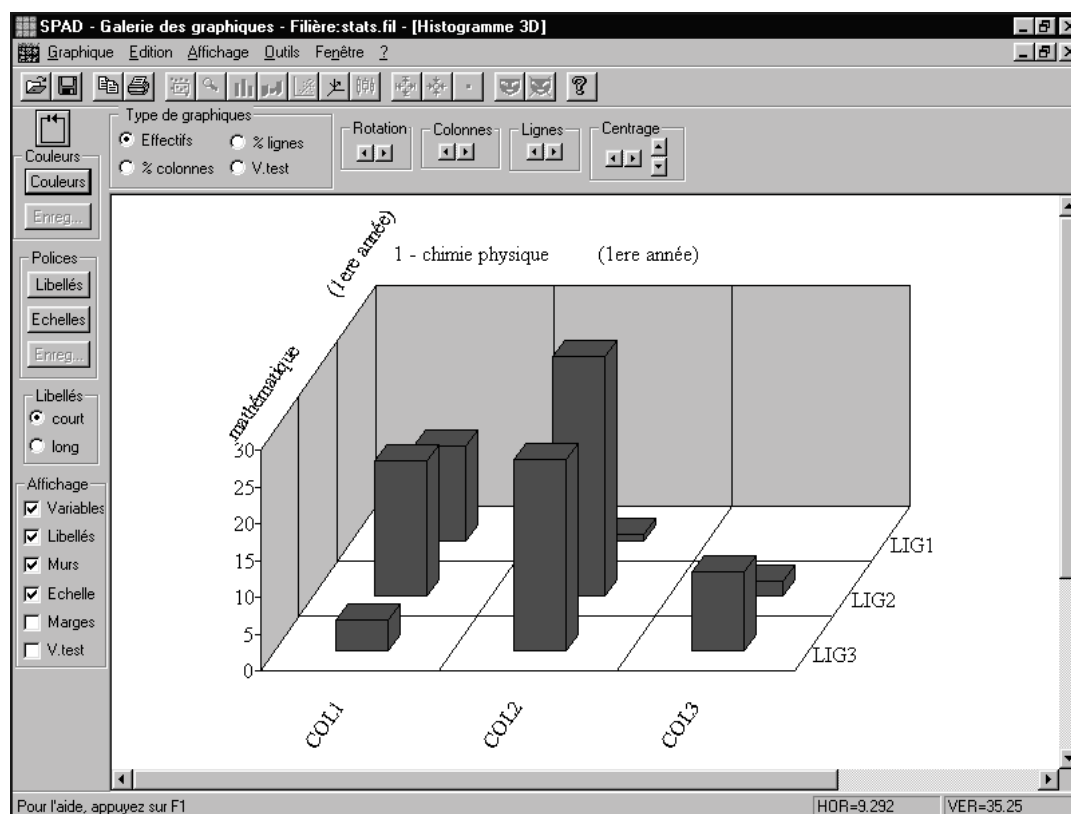 SPAD - Galerie des graphiques - Filière:stats.fil - [Histogramme 3D]
Graphique Edition Affichage Outils Fenêtre ?
Type de graphiques
Effectifs
% lignes
% colonnes
V.test
Rotation
Colonnes
Lignes
Centrage
Couleurs
Couleurs
Enreg...
Polices
Libellés
Echelles
Enreg...
Libellés
court
long
Affichage
Variables
Libellés
Murs
Echelle
Marges
V.test
1 - chimie physique (1ere année)
mathématique (1ere année)
30
25
20
15
10
5
0
LIG1
LIG2
LIG3
COL1
COL2
COL3
Pour l'aide, appuyez sur F1
HOR=9.292
VER=35.25